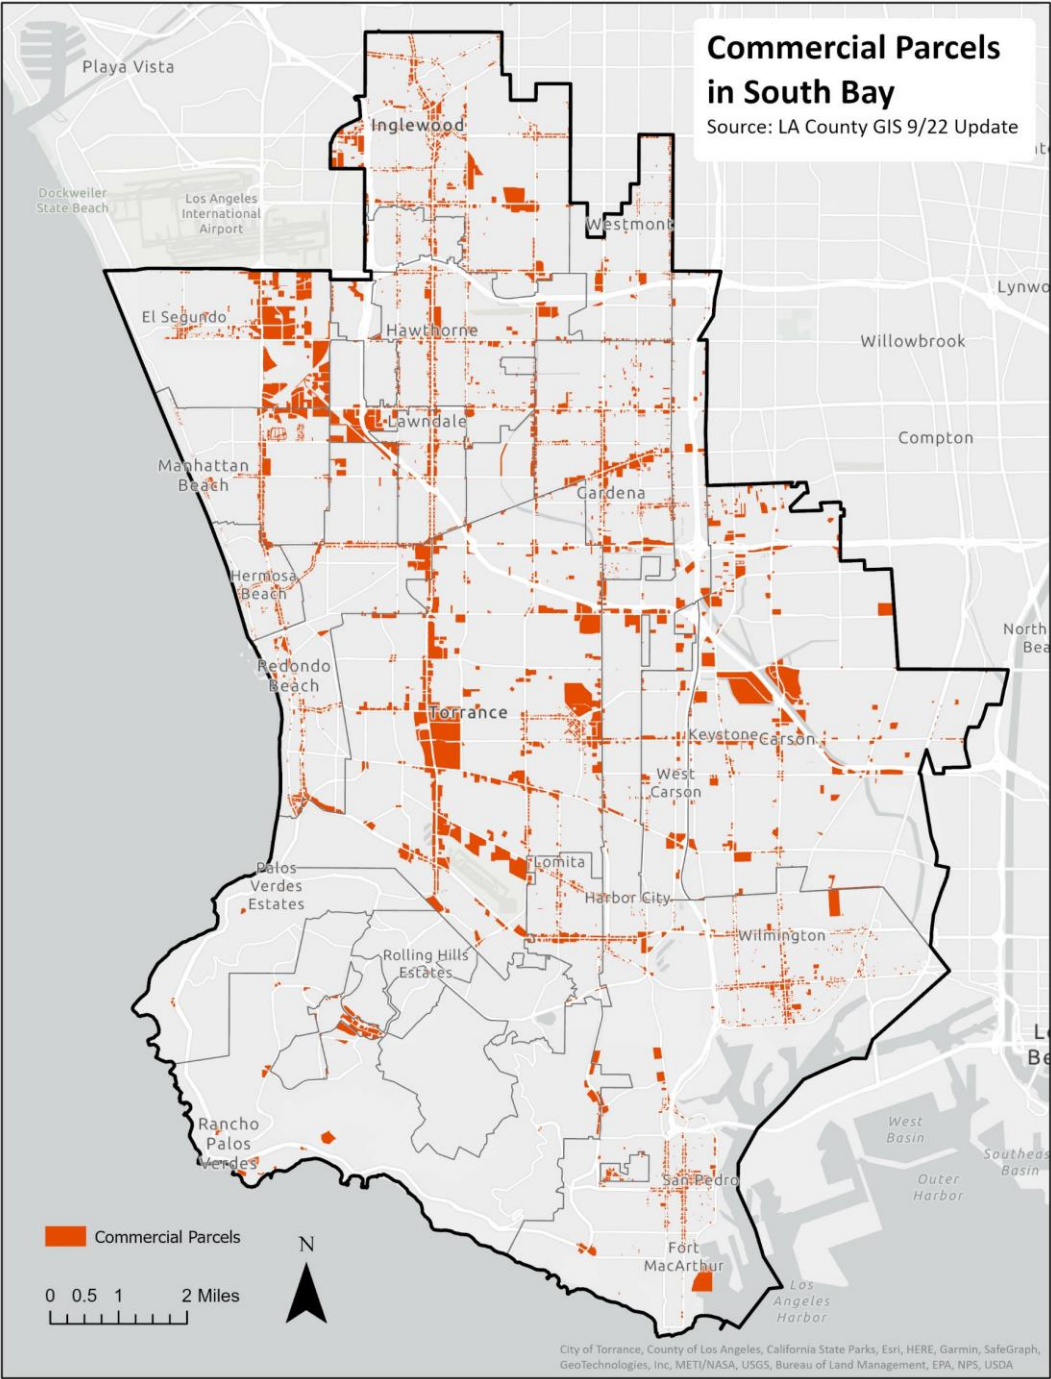 Commercial Parcels
in South Bay
Source: LA County GIS 9/22 Update
Playa Vista
Inglewood
Dockweiler
State Beach
Los Angeles
International
Airport
Westmont
Lynwo
El Segundo
Hawthorne
Willowbrook
Lawndale
Compton
Manhattan
Beach
Gardena
Hermosa
Beach
North
Bea
Redondo
Beach
Torrance
Keystone
Carson
West
Carson
Palos
Verdes
Estates
Lomita
Harbor City
Wilmington
Rolling Hills
Estates
L
Be
Rancho
Palos
Verdes
West
Basin
Southeas
Basin
San Pedro
Outer
Harbor
Commercial Parcels
N
Fort
MacArthur
0 0.5 1 2 Miles
Los
Angeles
Harbor
City of Torrance, County of Los Angeles, California State Parks, Esri, HERE, Garmin, SafeGraph,
GeoTechnologies, Inc, METI/NASA, USGS, Bureau of Land Management, EPA, NPS, USDA